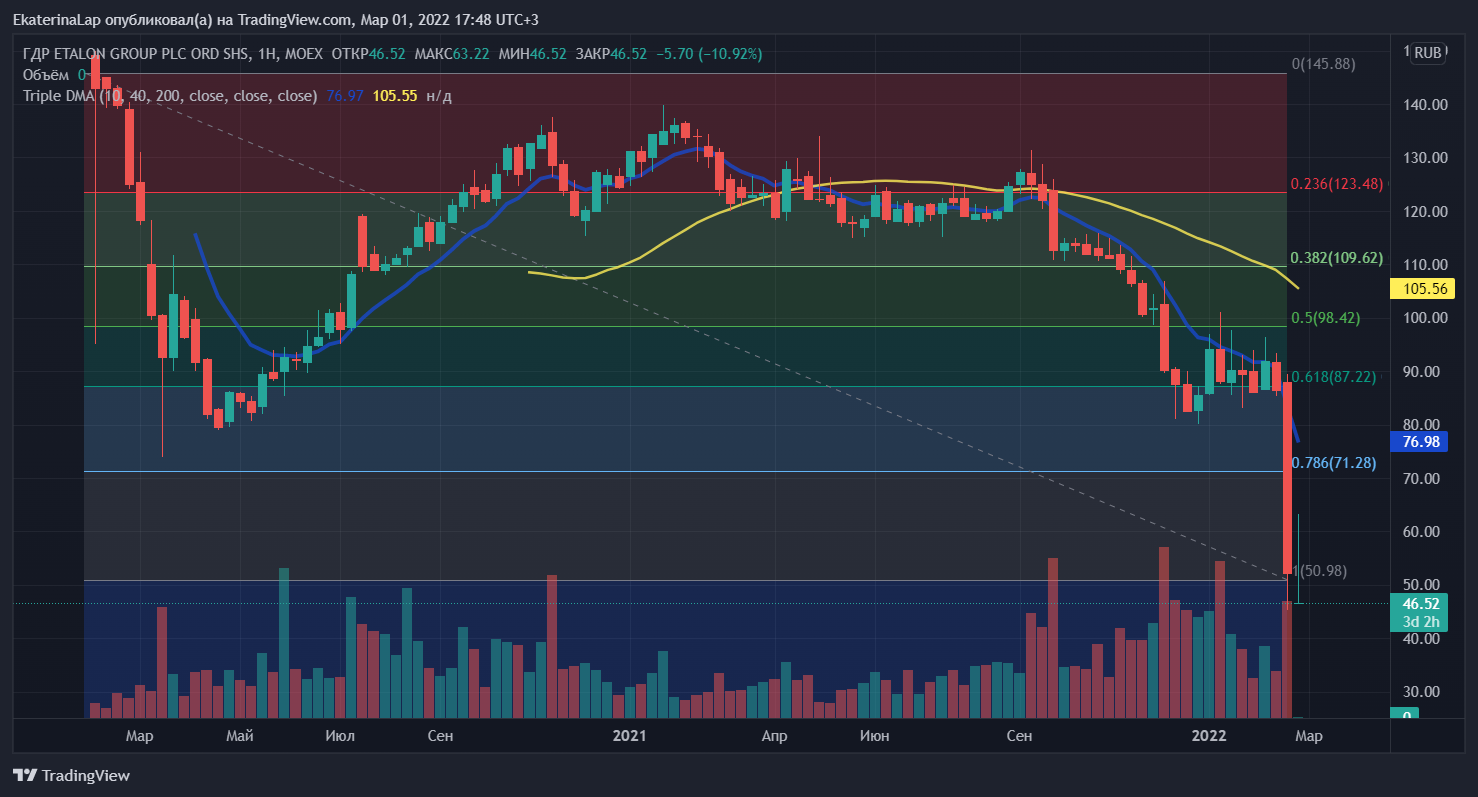 EkaterinaLap опубликовал(а) на TradingView.com, Мар 01, 2022 17:48 UTC+3
ГДР ETALON GROUP PLC ORD SHS, 1Н, MOEX ОТКР46.52 МАКС63.22 МИН46.52 ЗАКР46.52 −5.70 (−10.92%)
Объём 0
Triple DMA (10, 40, 200, close, close, close) 76.97 105.55 н/д
RUB
0(145.88)
140.00
130.00
0.236(123.48)
120.00
0.382(109.62)
110.00
105.56
0.5(98.42)
100.00
90.00
0.618(87.22)
80.00
76.98
0.786(71.28)
70.00
60.00
1(50.98)
50.00
46.52
3d 2h
40.00
30.00
0
Мар Май Июл Сен 2021 Апр Июн Сен 2022 Мар
TradingView